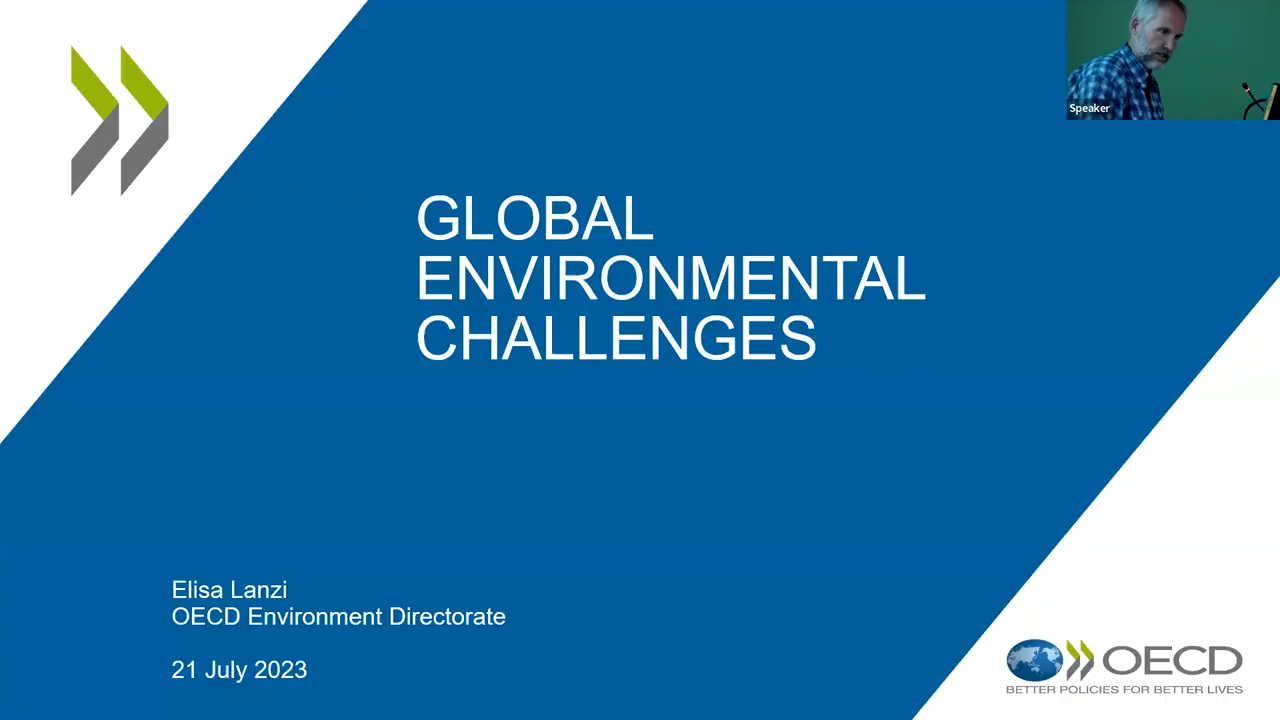 Speaker
GLOBAL
ENVIRONMENTAL
CHALLENGES
Elisa Lanzi
OECD Environment Directorate
21 July 2023
OECD
BETTER POLICIES FOR BETTER LIVES